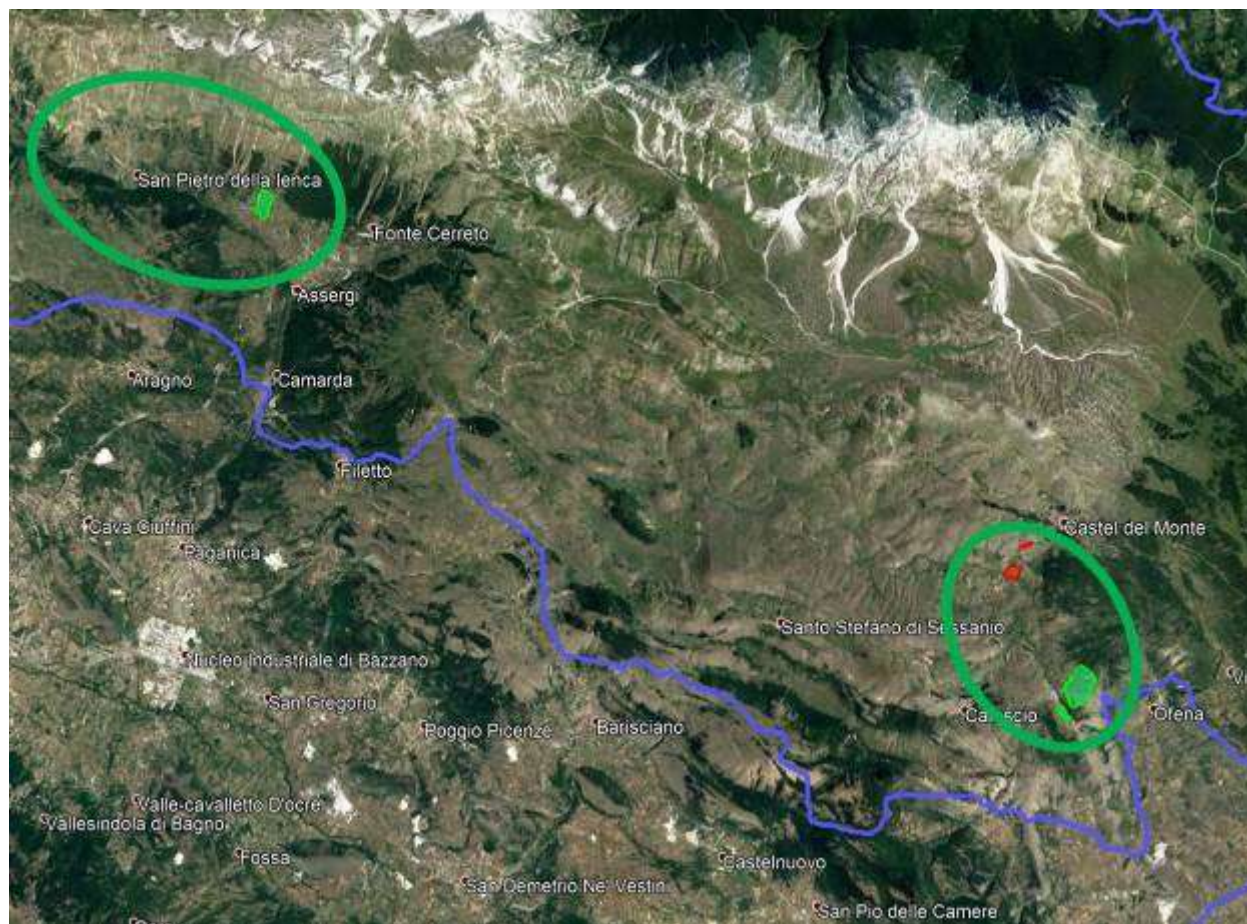 San Pietro della Ienca
Fonte Cerreto
Assergi
Aragno
Camarda
Filetto
Cava Giuffini
Paganica
Castel del Monte
Santo Stefano di Sessanio
Nucleo Industriale di Bazzano
San Gregorio
Poggio Picenze
Barisciano
Calascio
Ofena
Valle-cavalletto D'ocre
Vallesindola di Bagno
Fossa
San Demetrio Ne' Vestini
Castelnuovo
San Pio delle Camere